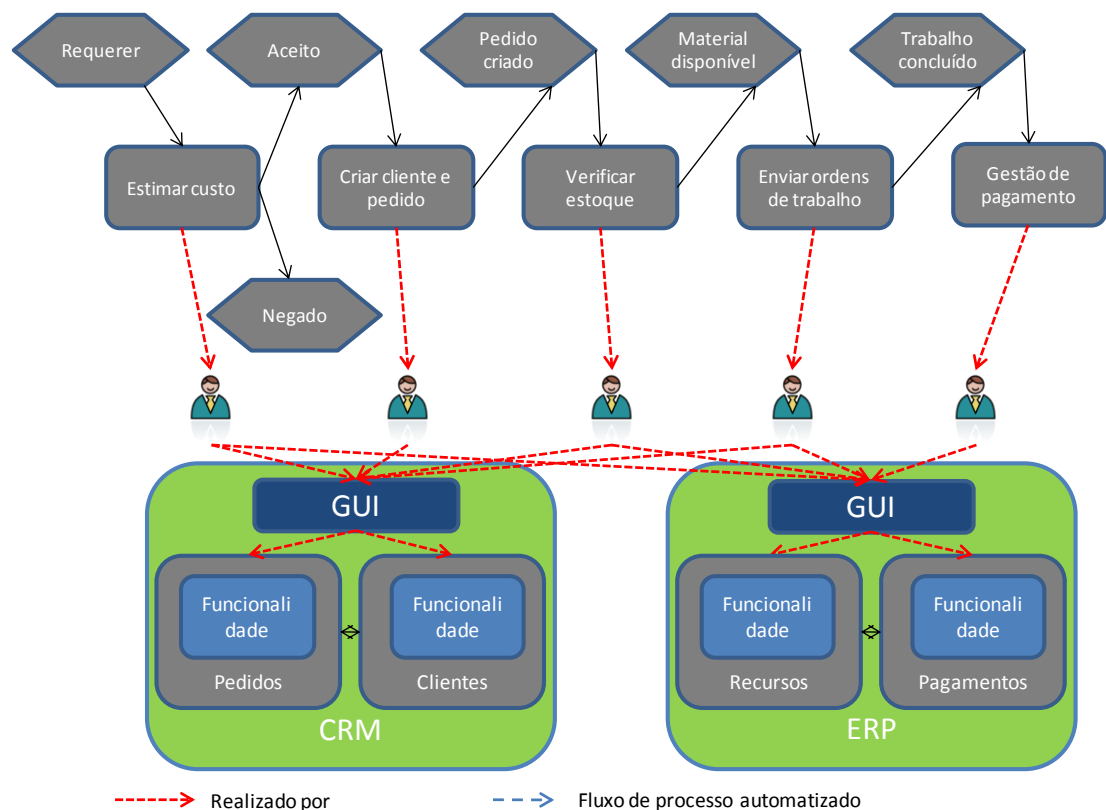 Requerer
Aceito
Pedido
criado
Material
disponível
Trabalho
concluído
Estimar custo
Criar cliente e
pedido
Verificar
estoque
Enviar ordens
de trabalho
Gestão de
pagamento
Negado
GUI
GUI
Funcionali
dade
Funcionali
dade
Funcionali
dade
Funcionali
dade
Pedidos
Clientes
Recursos
Pagamentos
CRM
ERP
Realizado por
Fluxo de processo automatizado